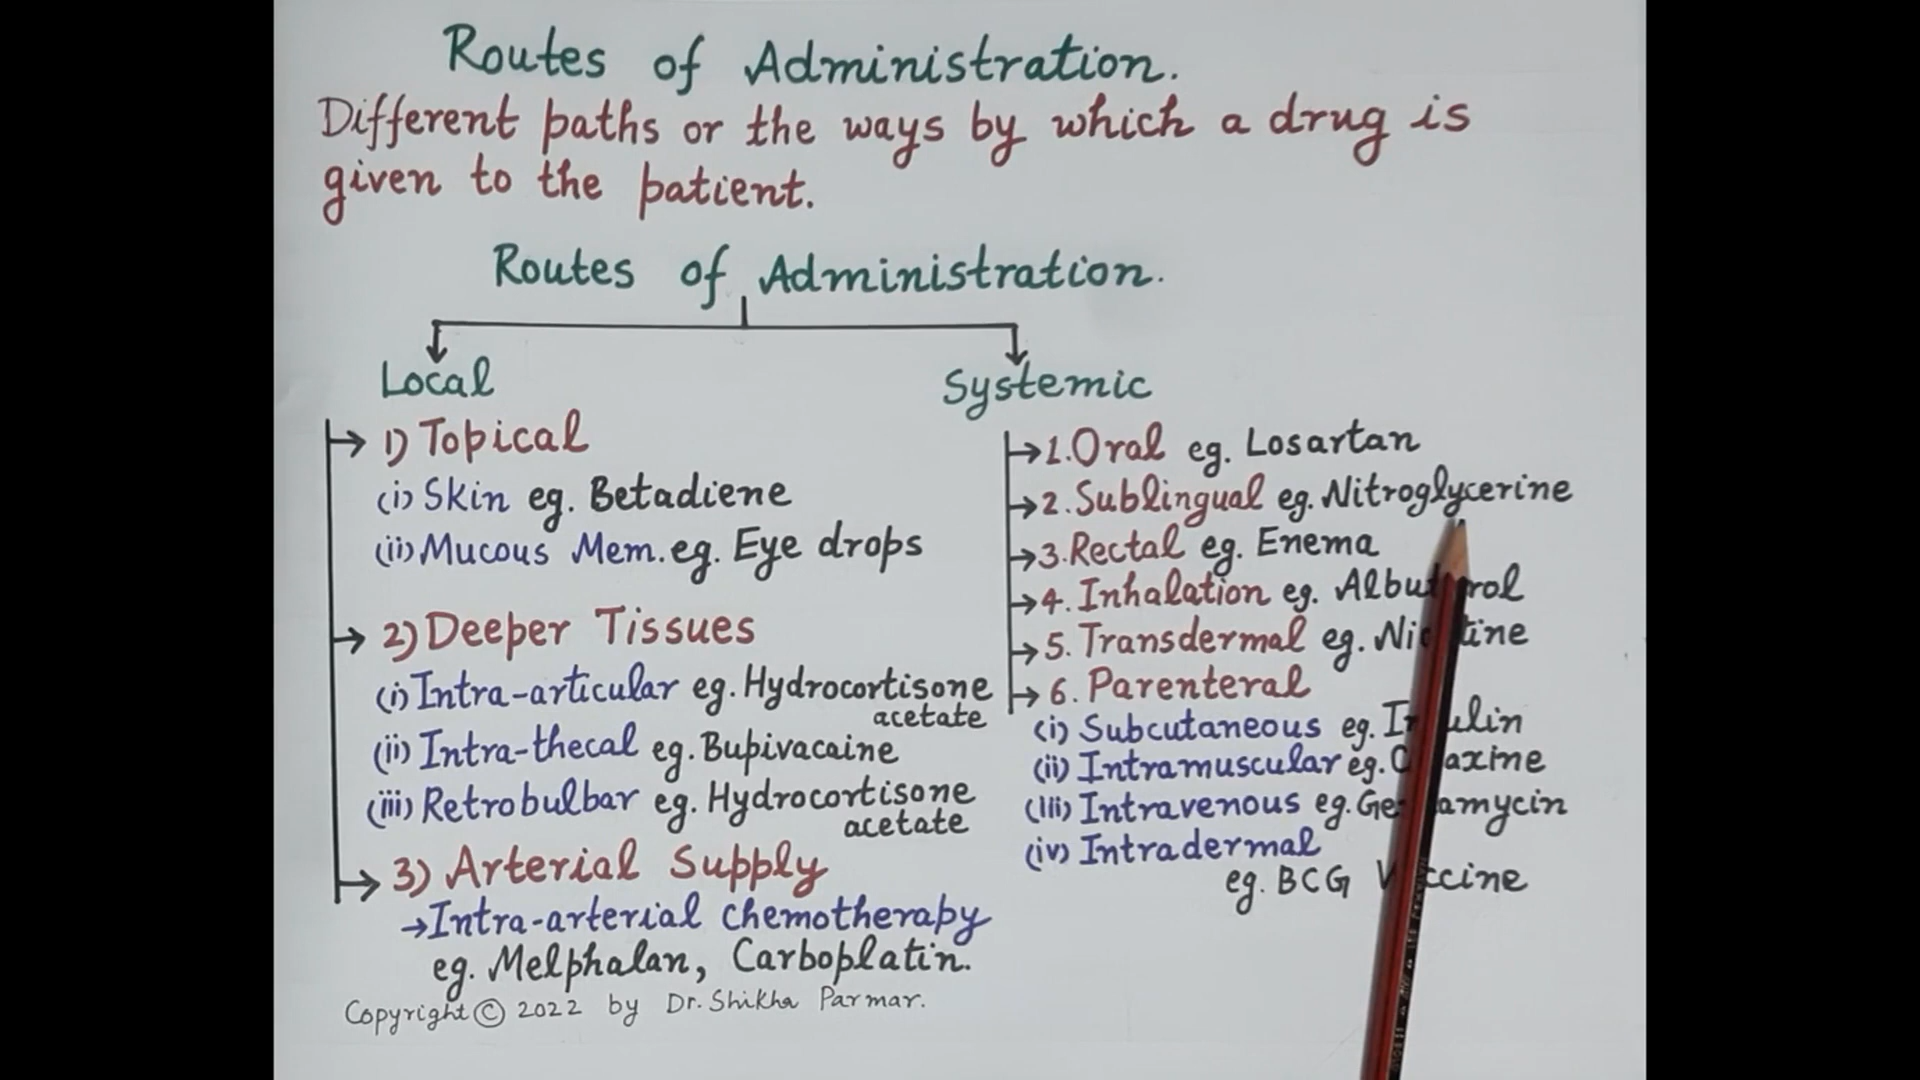 Routes of Administration.
Different paths or the ways by which a drug is
given to the patient.
Routes of Administration.
Local
1) Topical
(i) Skin eg. Betadiene
(ii) Mucous Mem. eg. Eye drops
2) Deeper Tissues
(i) Intra-articular eg. Hydrocortisone
acetate
(ii) Intra-thecal eg. Bupivacaine
(iii) Retrobulbar eg. Hydrocortisone
acetate
3) Arterial Supply
→ Intra-arterial chemotherapy
eg. Melphalan, Carboplatin.
Copyright © 2022 by Dr. Shikha Parmar.
Systemic
1. Oral eg. Losartan
2. Sublingual eg. Nitroglycerine
3. Rectal eg. Enema
4. Inhalation eg. Albuterol
5. Transdermal eg. Nicotine
6. Parenteral
(i) Subcutaneous eg. Insulin
(ii) Intramuscular eg.
(iii) Intravenous eg. Gentamycin
(iv) Intradermal
eg. BCG Vaccine